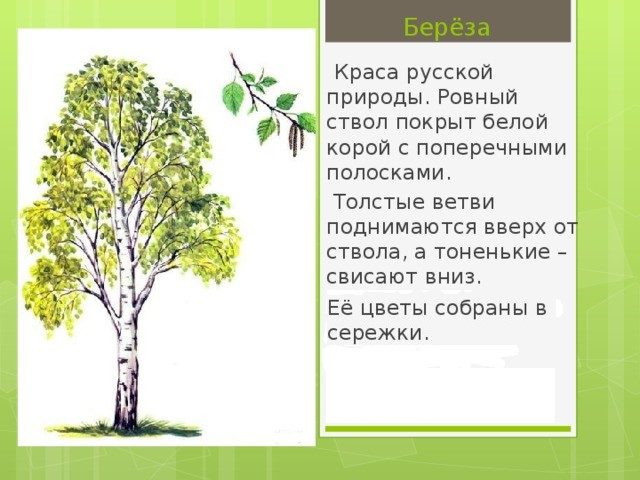 Берёза
Краса русской
природы. Ровный
ствол покрыт белой
корой с поперечными
полосками.
Толстые ветви
поднимаются вверх от
ствола, а тоненькие –
свисают вниз.
Её цветы собраны в
сережки.